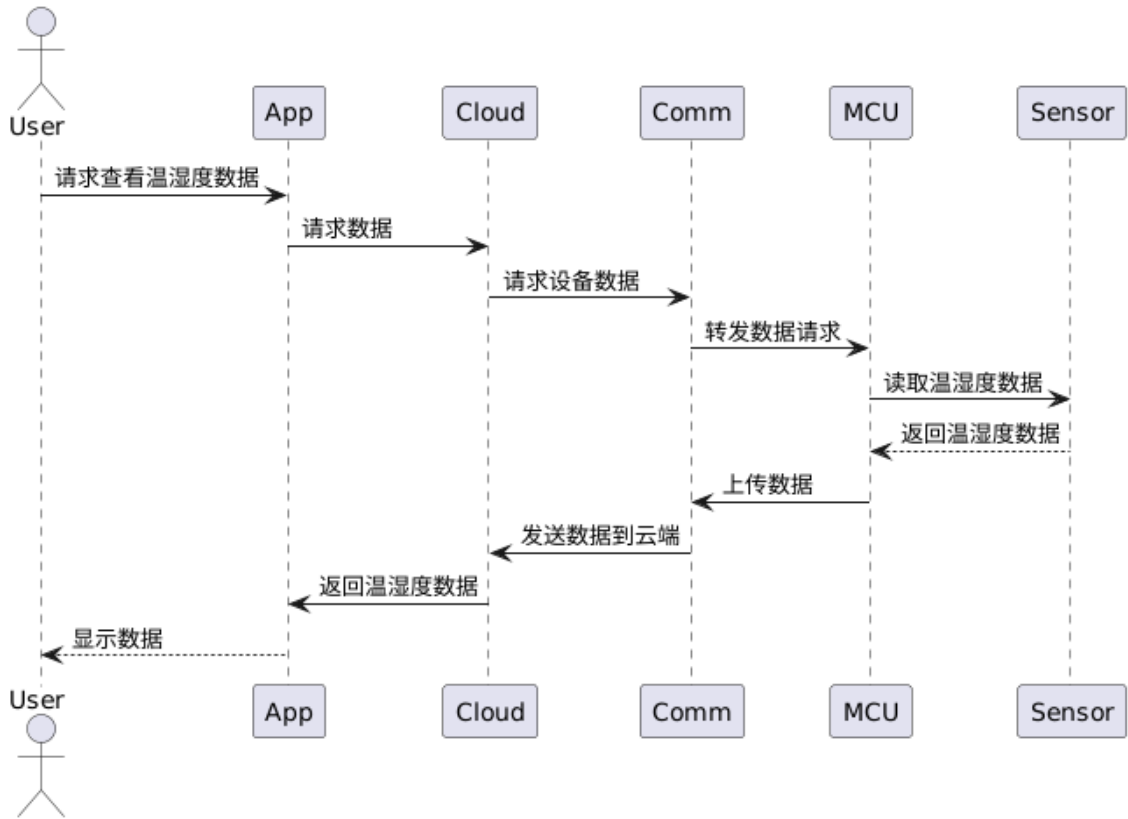 User
App
Cloud
Comm
MCU
Sensor
请求查看温湿度数据
请求数据
请求设备数据
转发数据请求
读取温湿度数据
返回温湿度数据
上传数据
发送数据到云端
返回温湿度数据
显示数据
User
App
Cloud
Comm
MCU
Sensor